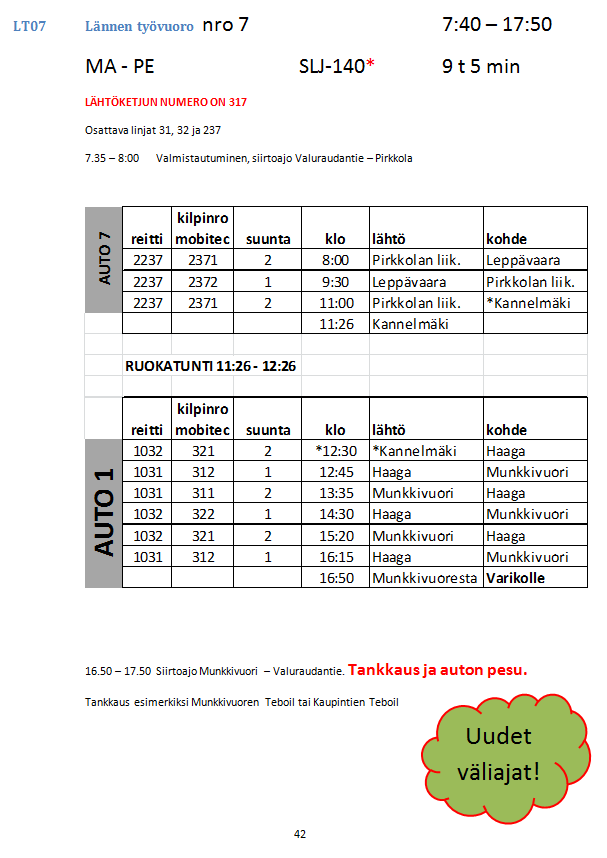 LT07 Lännen työvuoro nro 7 7:40 – 17:50
MA - PE SLJ-140* 9 t 5 min
LÄHTÖKETJUN NUMERO ON 317
Osattava linjat 31, 32 ja 237
7.35 – 8:00 Valmistautuminen, siirtoajo Valuraudantie – Pirkkola
AUTO 7
kilpinro
reitti mobitec suunta klo lähtö kohde
2237 2371 2 8:00 Pirkkolan liik. Leppävaara
2237 2372 1 9:30 Leppävaara Pirkkolan liik.
2237 2371 2 11:00 Pirkkolan liik. *Kannelmäki
11:26 Kannelmäki
RUOKATUNTI 11:26 - 12:26
AUTO 1
kilpinro
reitti mobitec suunta klo lähtö kohde
1032 321 2 *12:30 *Kannelmäki Haaga
1031 312 1 12:45 Haaga Munkkivuori
1031 311 2 13:35 Munkkivuori Haaga
1032 322 1 14:30 Haaga Munkkivuori
1032 321 2 15:20 Munkkivuori Haaga
1031 312 1 16:15 Haaga Munkkivuori
16:50 Munkkivuoresta Varikolle
16.50 – 17.50 Siirtoajo Munkkivuori – Valuraudantie. Tankkaus ja auton pesu.
Tankkaus esimerkiksi Munkkivuoren Teboil tai Kaupintien Teboil
Uudet
väliajat!
42